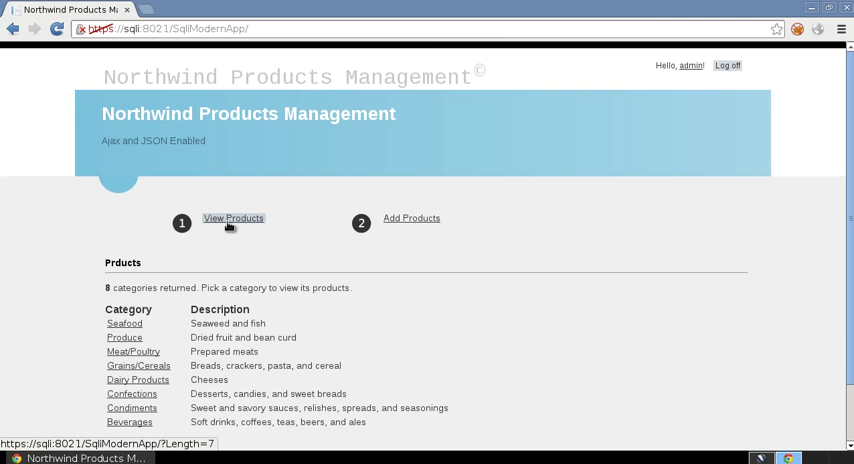 Northwind Products Ma
https://sqli:8021/SqliModernApp/
Hello, admin! Log off
Northwind Products Management©
Northwind Products Management
Ajax and JSON Enabled
1 View Products 2 Add Products
Prducts
8 categories returned. Pick a category to view its products.
Category Description
Seafood Seaweed and fish
Produce Dried fruit and bean curd
Meat/Poultry Prepared meats
Grains/Cereals Breads, crackers, pasta, and cereal
Dairy Products Cheeses
Confections Desserts, candies, and sweet breads
Condiments Sweet and savory sauces, relishes, spreads, and seasonings
Beverages Soft drinks, coffees, teas, beers, and ales
https://sqli:8021/SqliModernApp/?Length=7
Northwind Products M...